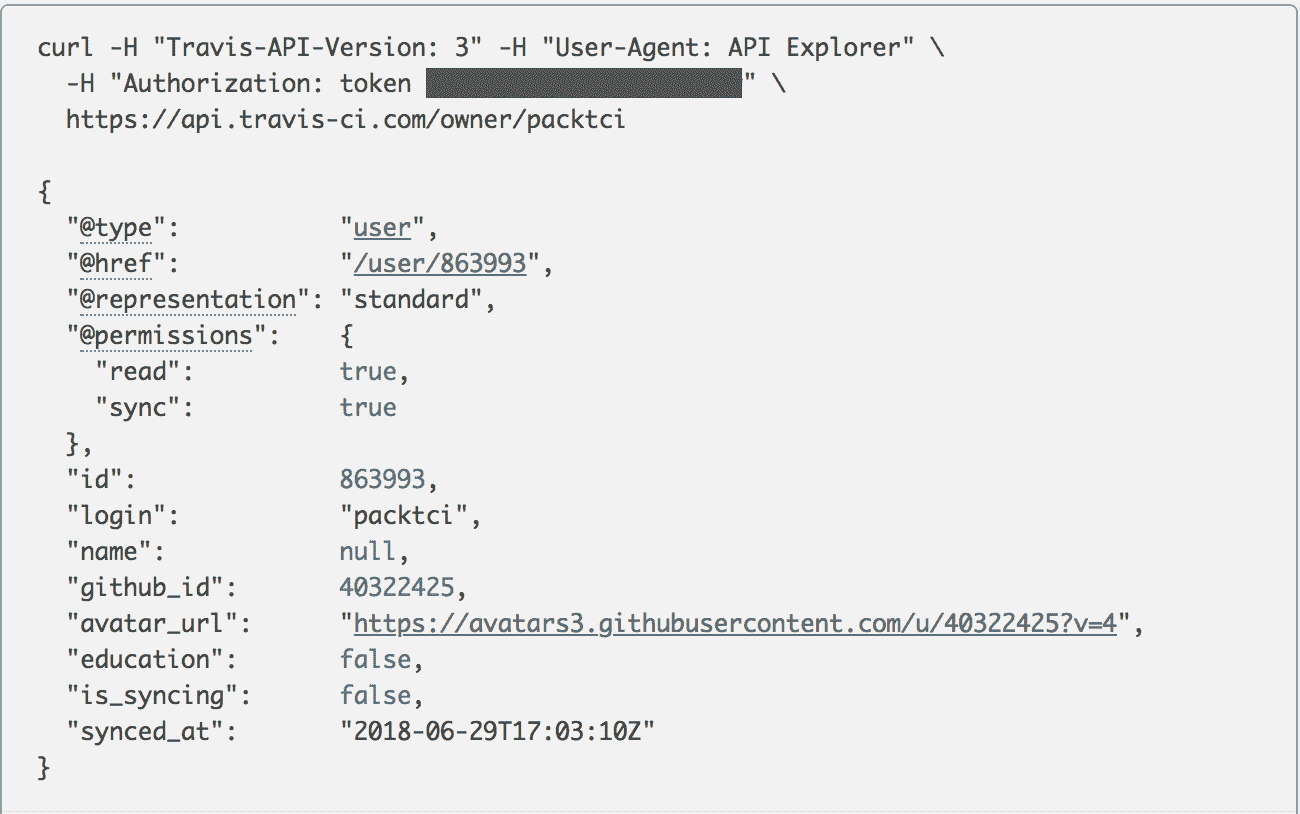 curl -H "Travis-API-Version: 3" -H "User-Agent: API Explorer" \
  -H "Authorization: token " \
  https://api.travis-ci.com/owner/packtci

{
  "@type":           "user",
  "@href":           "/user/863993",
  "@representation": "standard",
  "@permissions":    {
    "read":          true,
    "sync":          true
  },
  "id":              863993,
  "login":           "packtci",
  "name":            null,
  "github_id":       40322425,
  "avatar_url":      "https://avatars3.githubusercontent.com/u/40322425?v=4",
  "education":       false,
  "is_syncing":      false,
  "synced_at":       "2018-06-29T17:03:10Z"
}